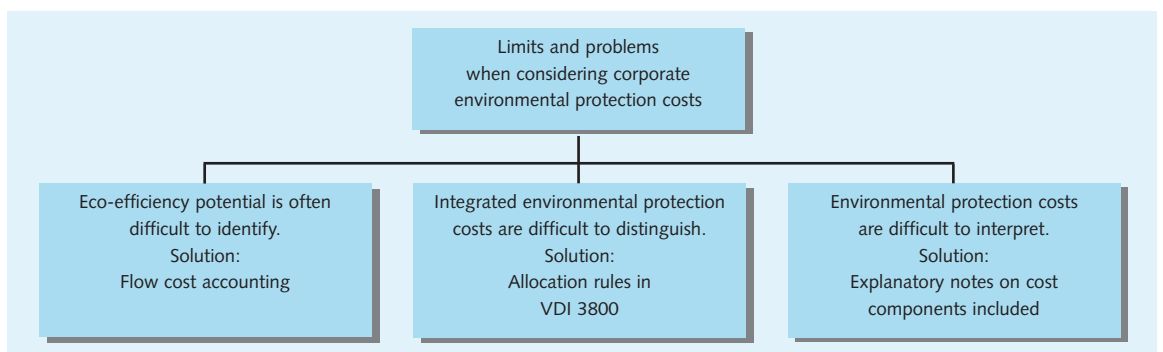 Limits and problems
when considering corporate
environmental protection costs
Eco-efficiency potential is often
difficult to identify.
Solution:
Flow cost accounting
Integrated environmental protection
costs are difficult to distinguish.
Solution:
Allocation rules in
VDI 3800
Environmental protection costs
are difficult to interpret.
Solution:
Explanatory notes on cost
components included